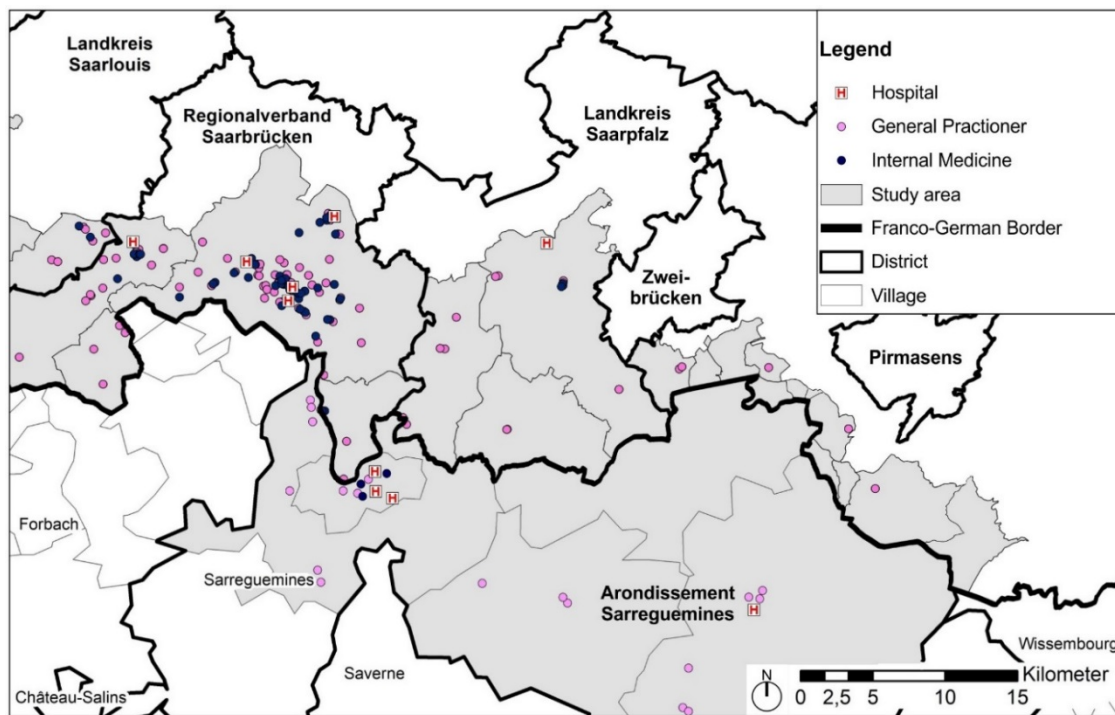 Landkreis
Saarlouis
Regionalverband
Saarbrücken
Landkreis
Saarpfalz
Zwei-
brücken
Pirmasens
Legend
H Hospital
General Practioner
Internal Medicine
Study area
Franco-German Border
District
Village
H
H
H
H
H
H
H
H
H
H
Forbach
Sarreguemines
Arondissement
Sarreguemines
Saverne
Château-Salins
Wissembourg
N
Kilometer
0 2,5 5 10 15